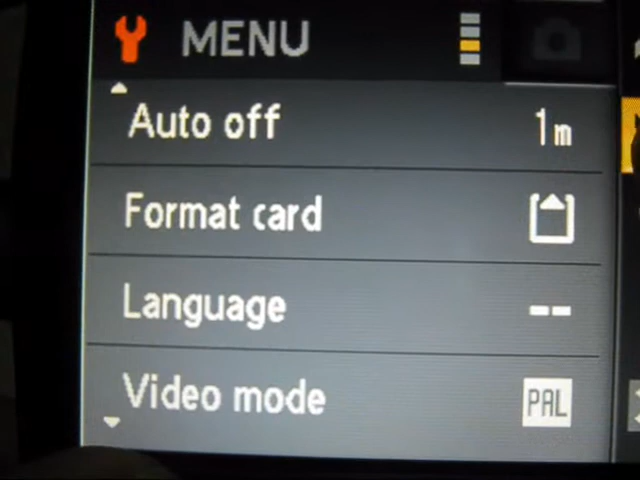 MENU
Auto off 1m
Format card
Language --
Video mode PAL